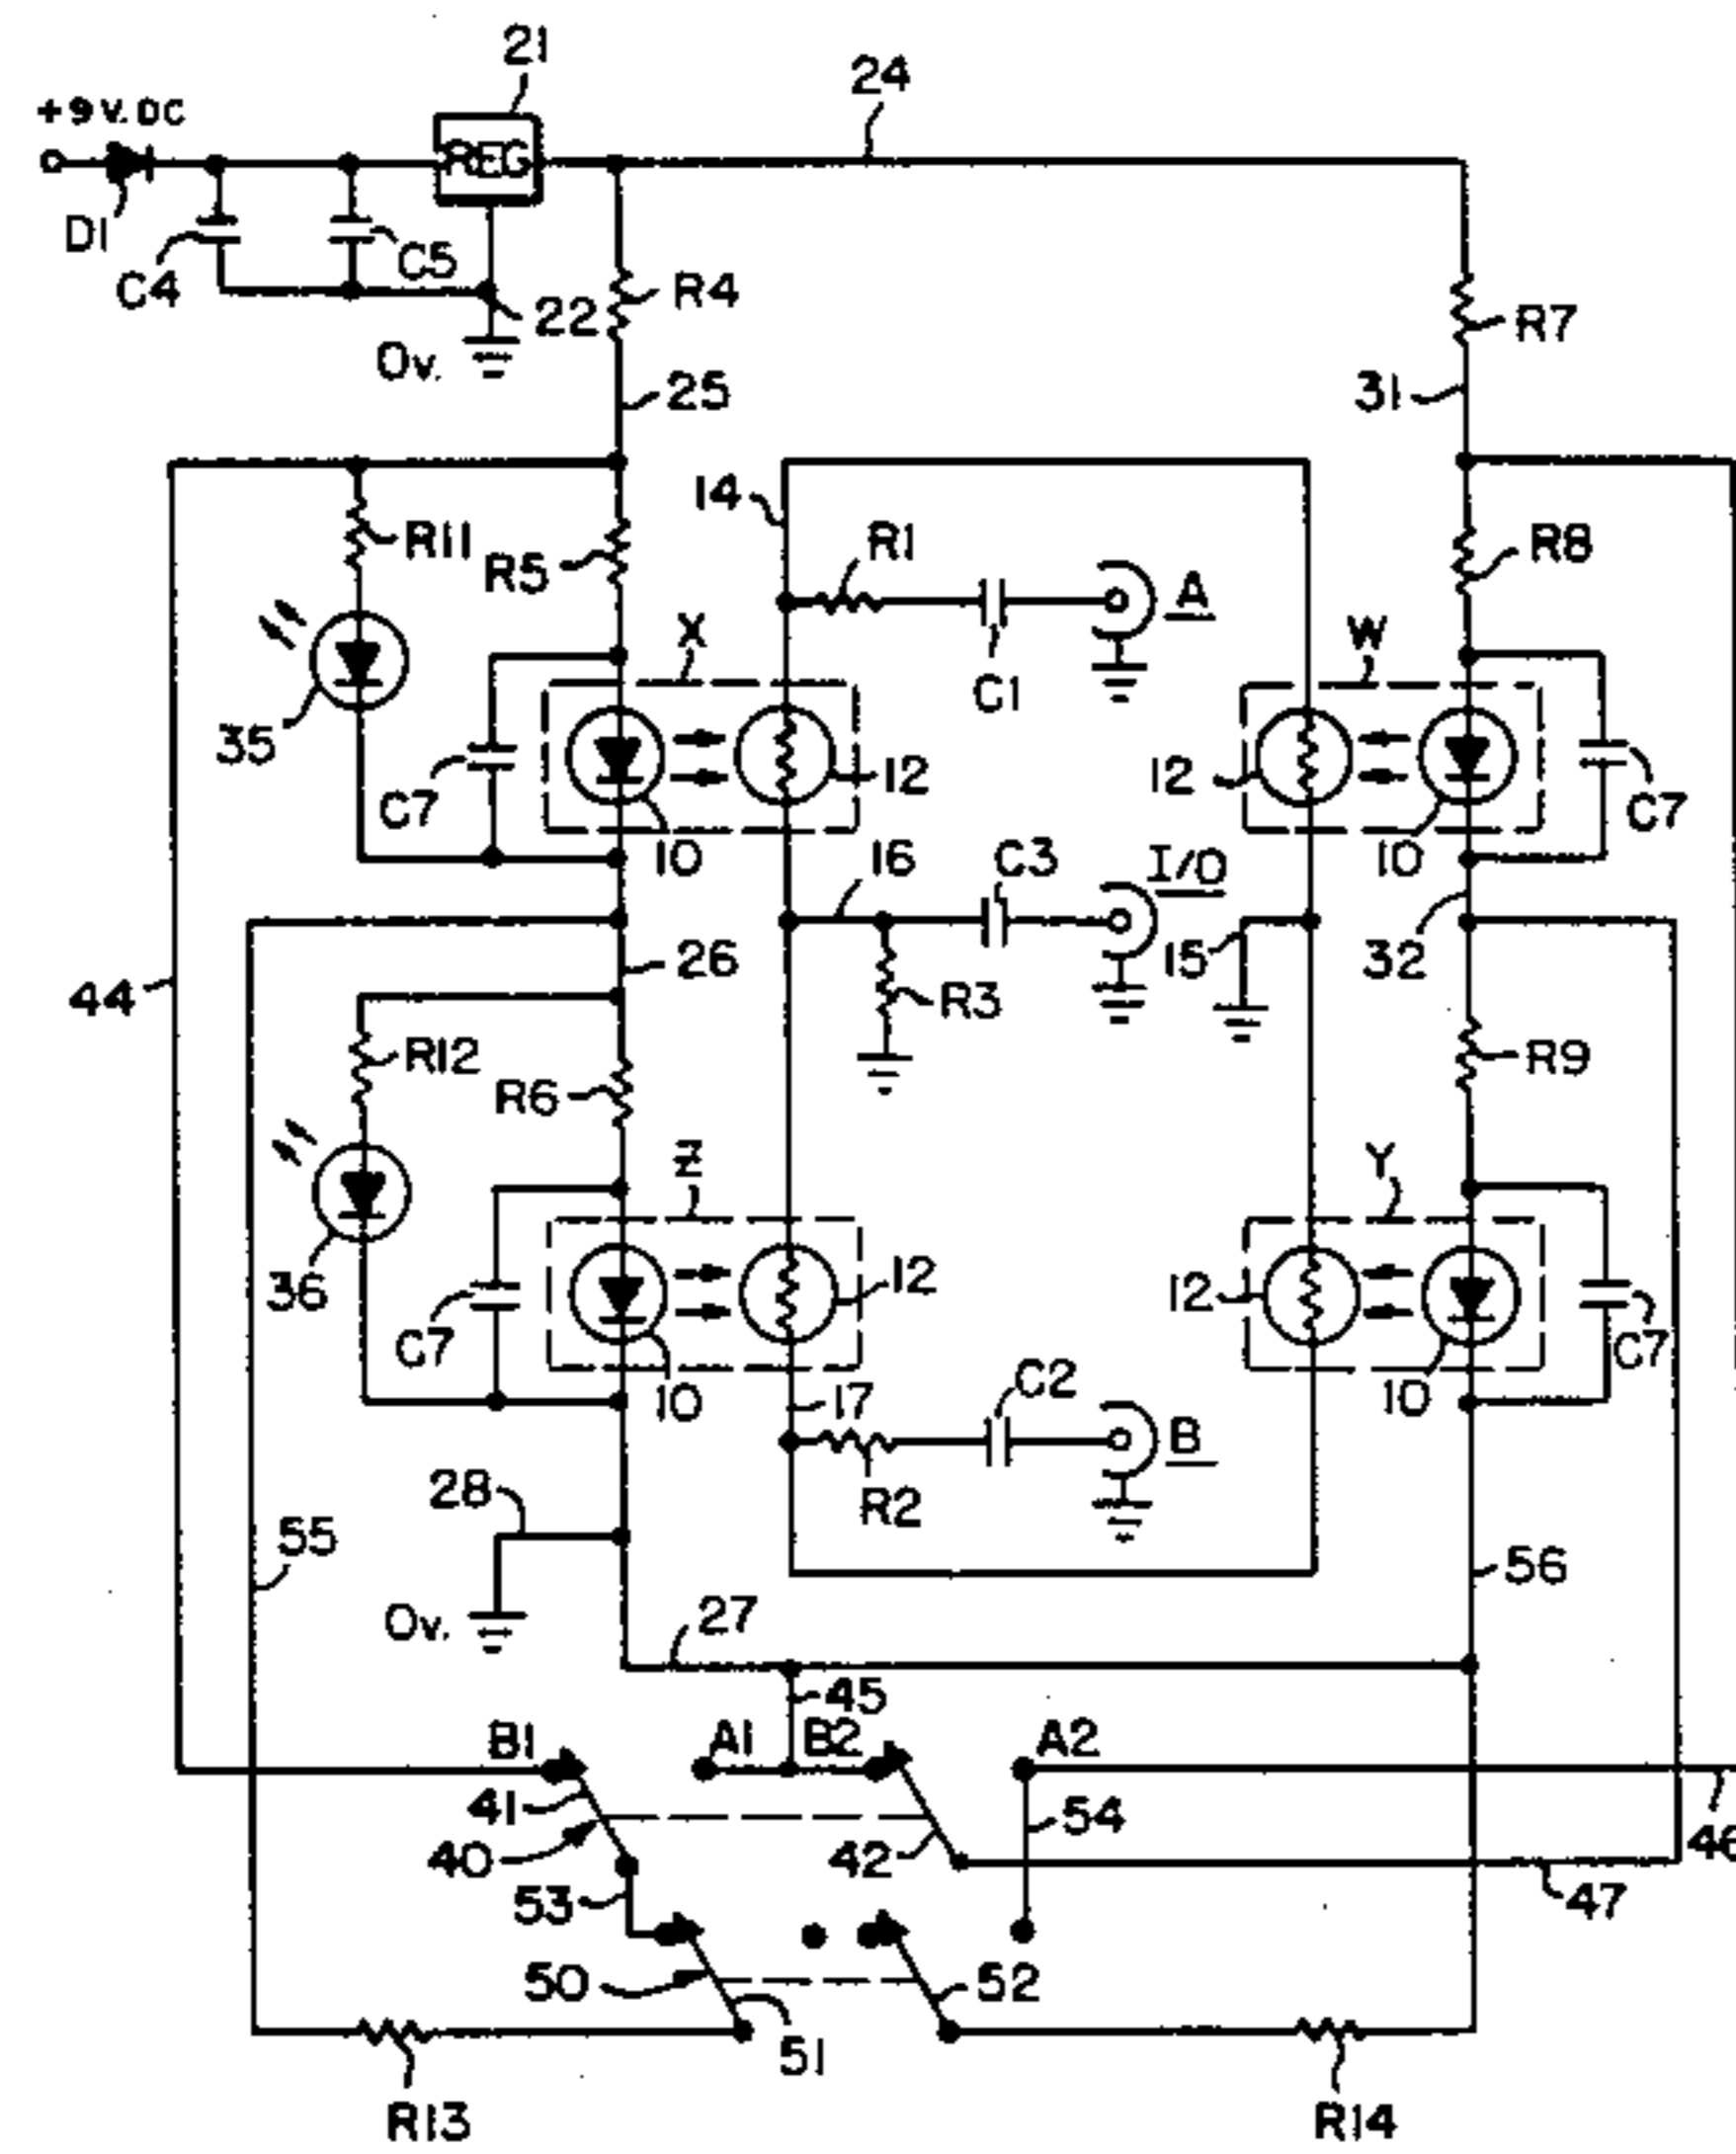 21
24
+9V.DC
REG
D1
C4
C5
22
R4
R7
0v.
25
31
14
R11
R5
R1
A
R8
X
W
C1
35
C7
12
12
C7
10
16
C3
I/O
10
44
26
R3
15
32
R12
R6
R9
Z
Y
36
C7
12
12
C7
10
17
C2
10
B
28
R2
55
56
0v.
27
45
B1
A1
B2
A2
41
54
40
42
46
53
47
50
52
51
R13
R14